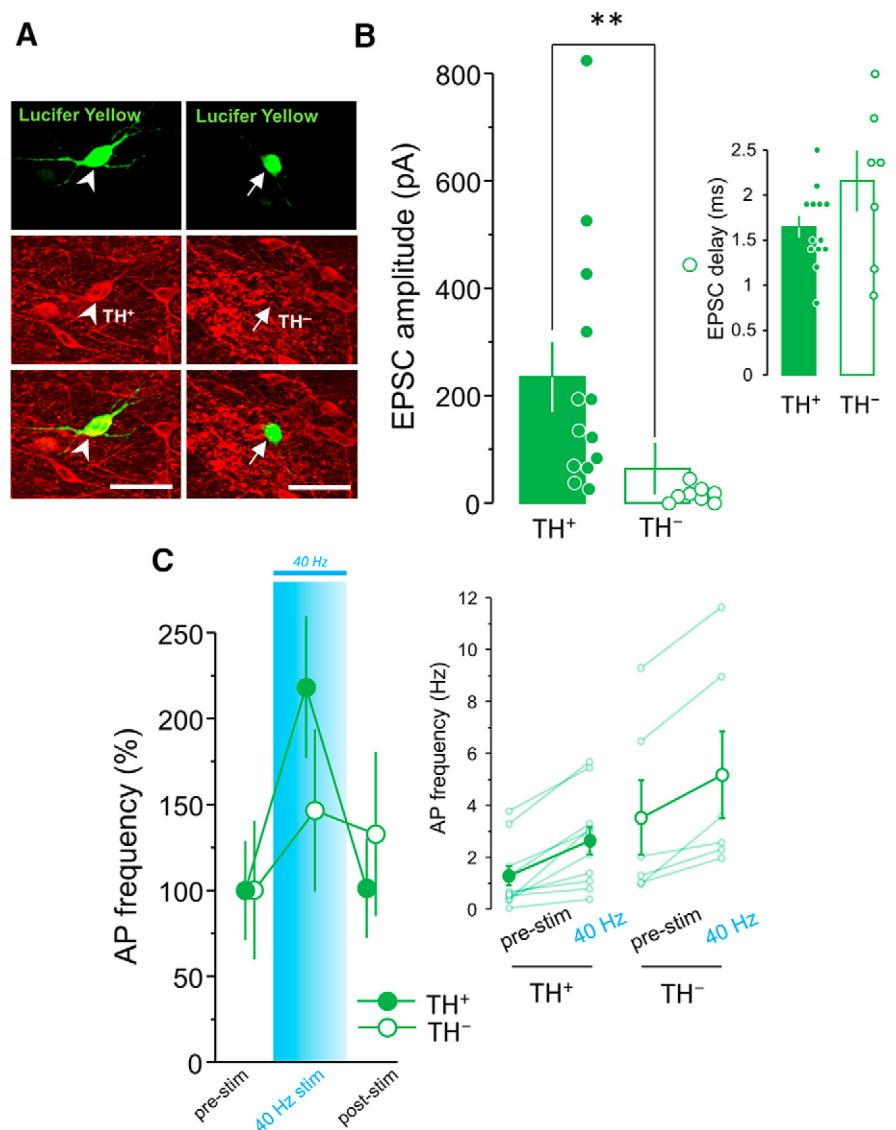 A
Lucifer Yellow
Lucifer Yellow
TH⁺
TH⁻
B
**
EPSC amplitude (pA)
800
600
400
200
0
TH⁺
TH⁻
EPSC delay (ms)
2.5
2
1.5
1
0.5
0
TH⁺
TH⁻
C
40 Hz
AP frequency (%)
250
200
150
100
50
0
pre-stim
40 Hz stim
post-stim
TH⁺
TH⁻
AP frequency (Hz)
12
10
8
6
4
2
0
pre-stim
40 Hz
pre-stim
40 Hz
TH⁺
TH⁻